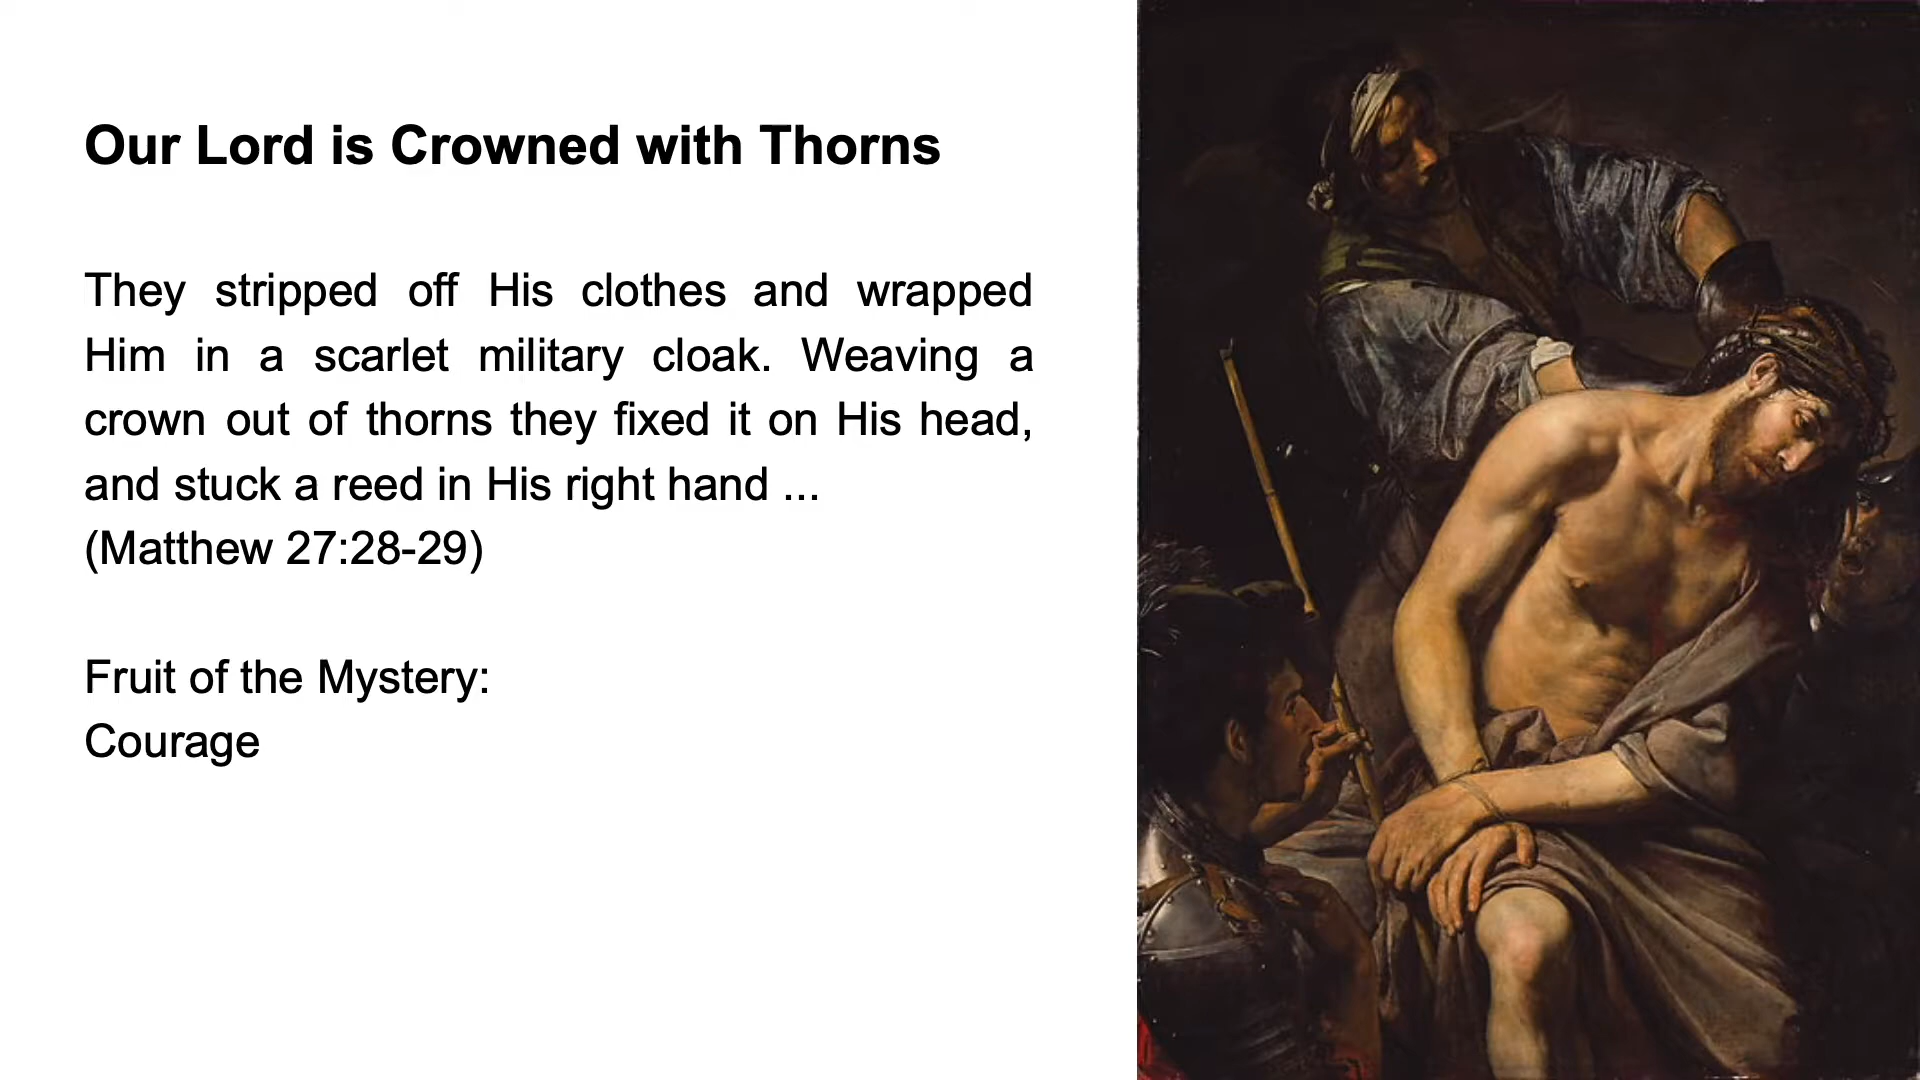 Our Lord is Crowned with Thorns
They stripped off His clothes and wrapped
Him in a scarlet military cloak. Weaving a
crown out of thorns they fixed it on His head,
and stuck a reed in His right hand ...
(Matthew 27:28-29)
Fruit of the Mystery:
Courage